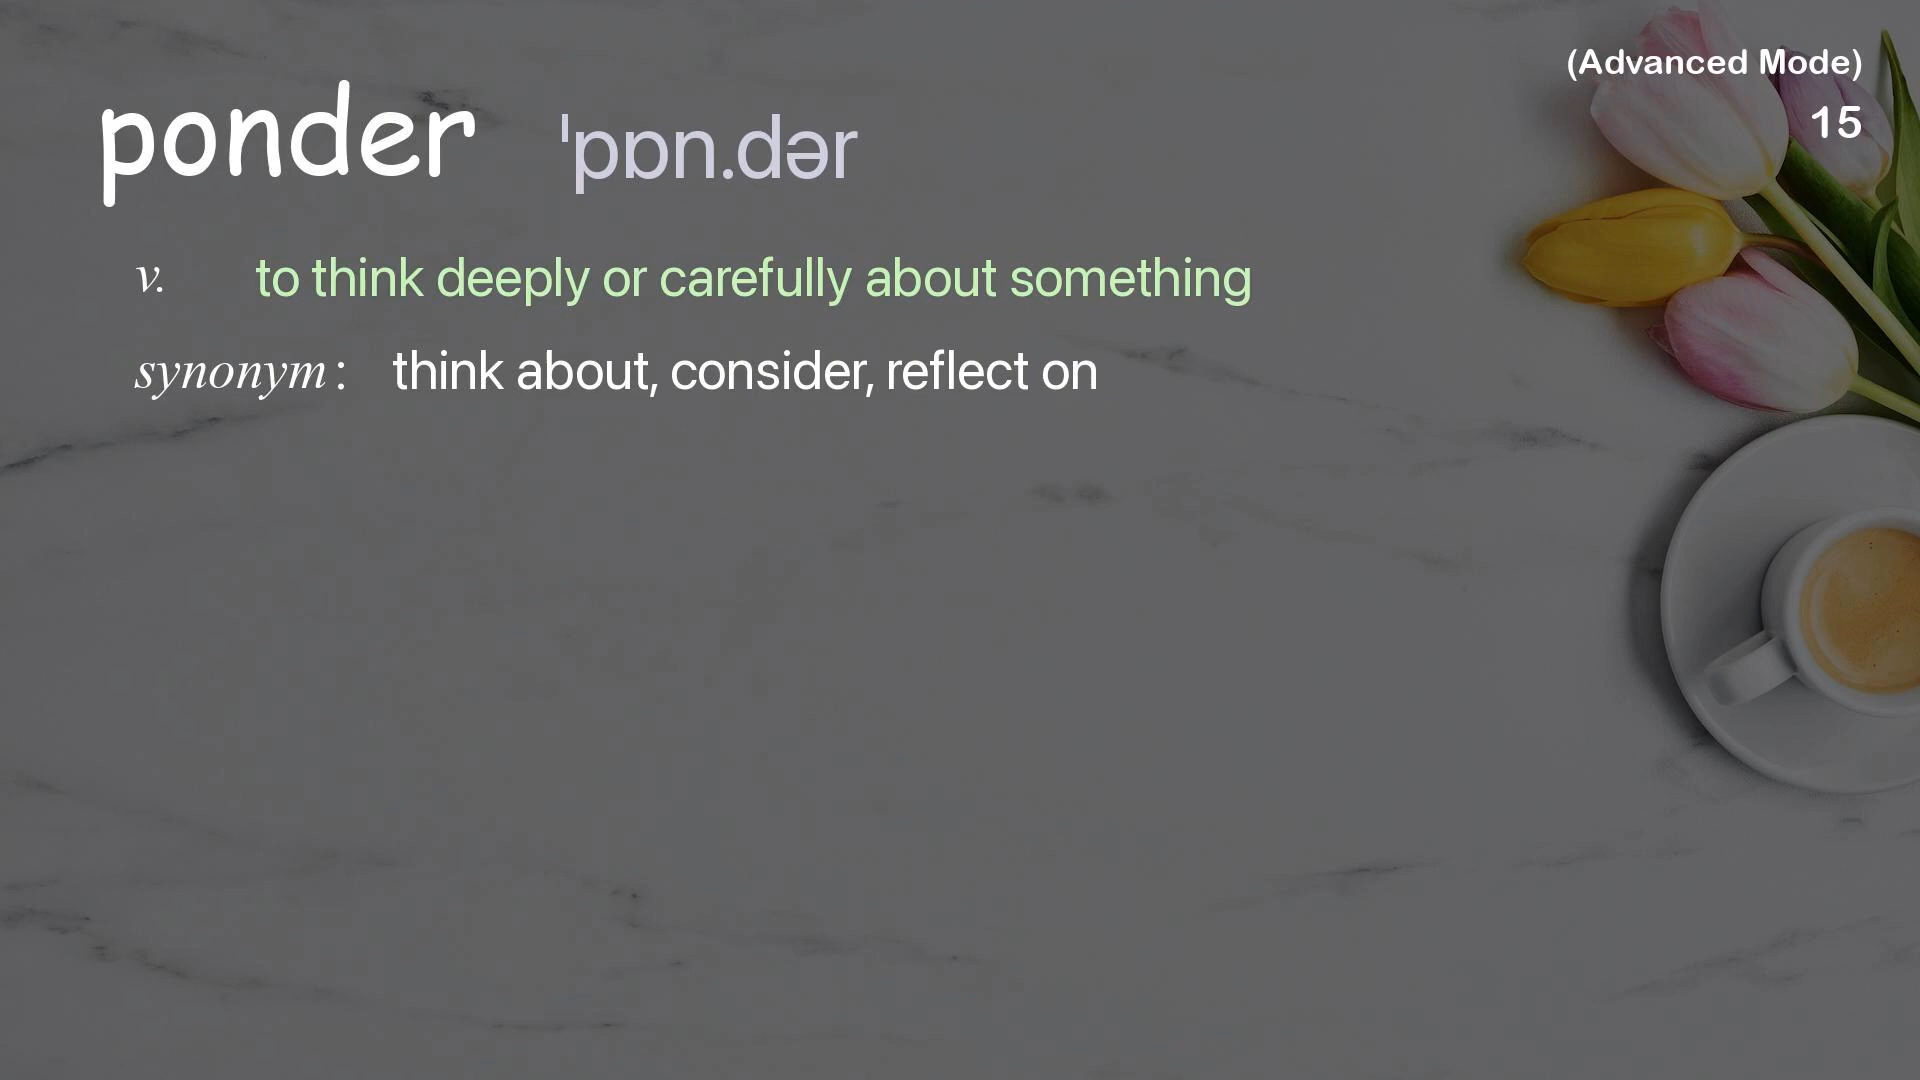 (Advanced Mode)
15
ponder ˈpɒn.dər
v. to think deeply or carefully about something
synonym : think about, consider, reflect on